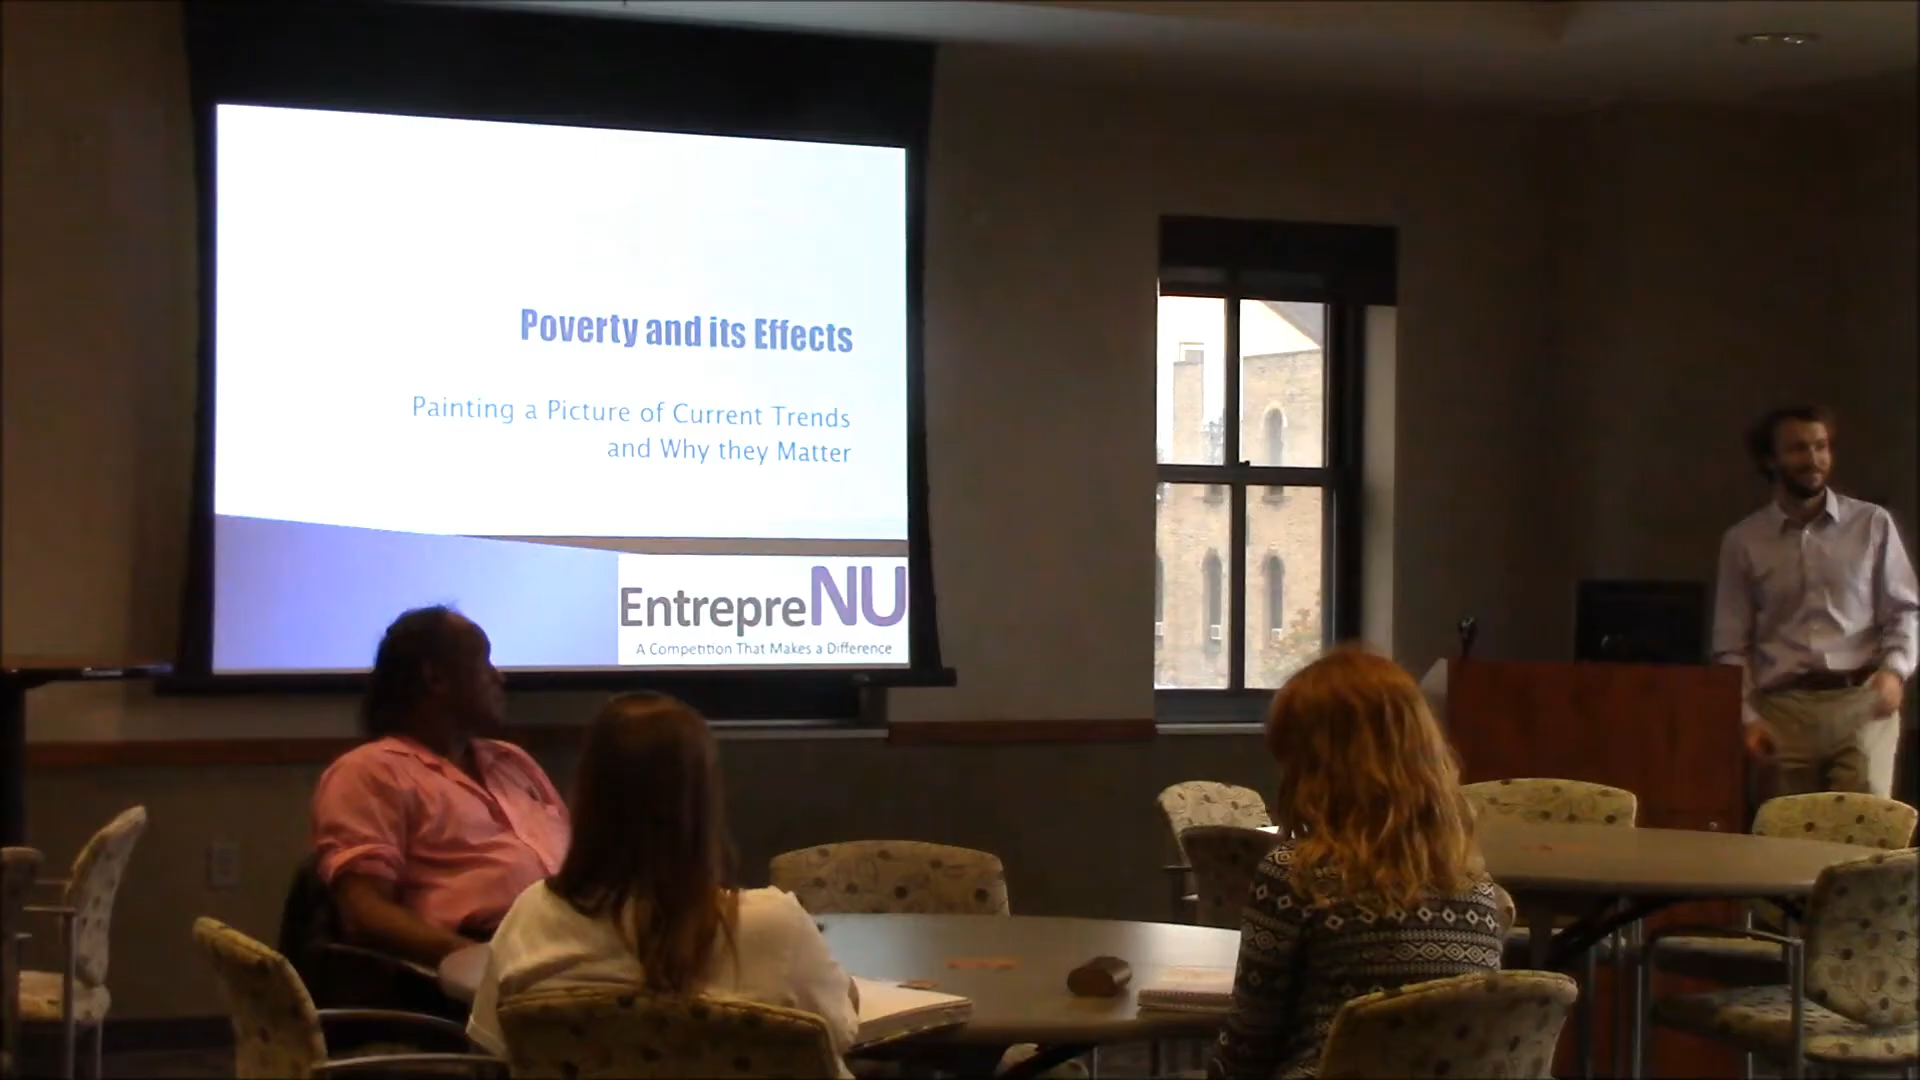 Poverty and its Effects
Painting a Picture of Current Trends
and Why they Matter
EntrepreNU
A Competition That Makes a Difference